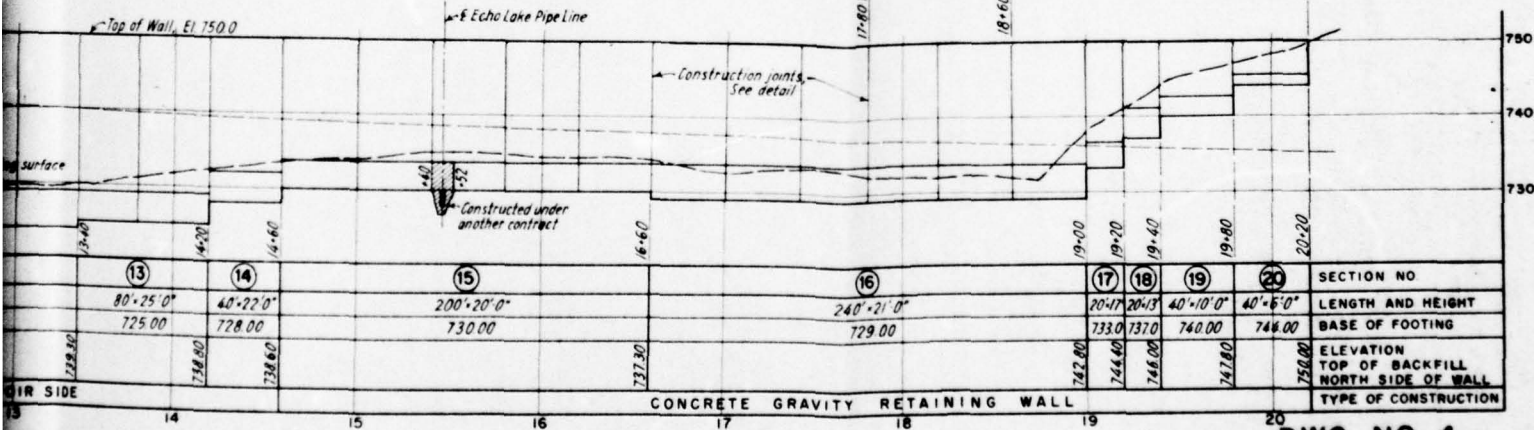 Top of Wall, El. 750.0
℄ Echo Lake Pipe Line
17+80
18+60
Construction joints,
See detail
750
740
730
surface
+40
+52
Constructed under
another contract
13+40
14+20
14+60
16+60
19+00
19+20
19+40
19+80
20+20
13 14 15 16 17 18 19 20 SECTION NO
80'×25'0" 40'×22'0" 200'×20'-0" 240'×21'-0" 20×17' 20×13' 40'×10'0" 40'×6'0" LENGTH AND HEIGHT
725.00 728.00 730.00 729.00 733.0 737.0 740.00 744.00 BASE OF FOOTING
739.30 738.80 738.60 737.30 742.80 744.40 746.00 747.80 750.00 ELEVATION
TOP OF BACKFILL
NORTH SIDE OF WALL
OIR SIDE CONCRETE GRAVITY RETAINING WALL TYPE OF CONSTRUCTION
13 14 15 16 17 18 19 20